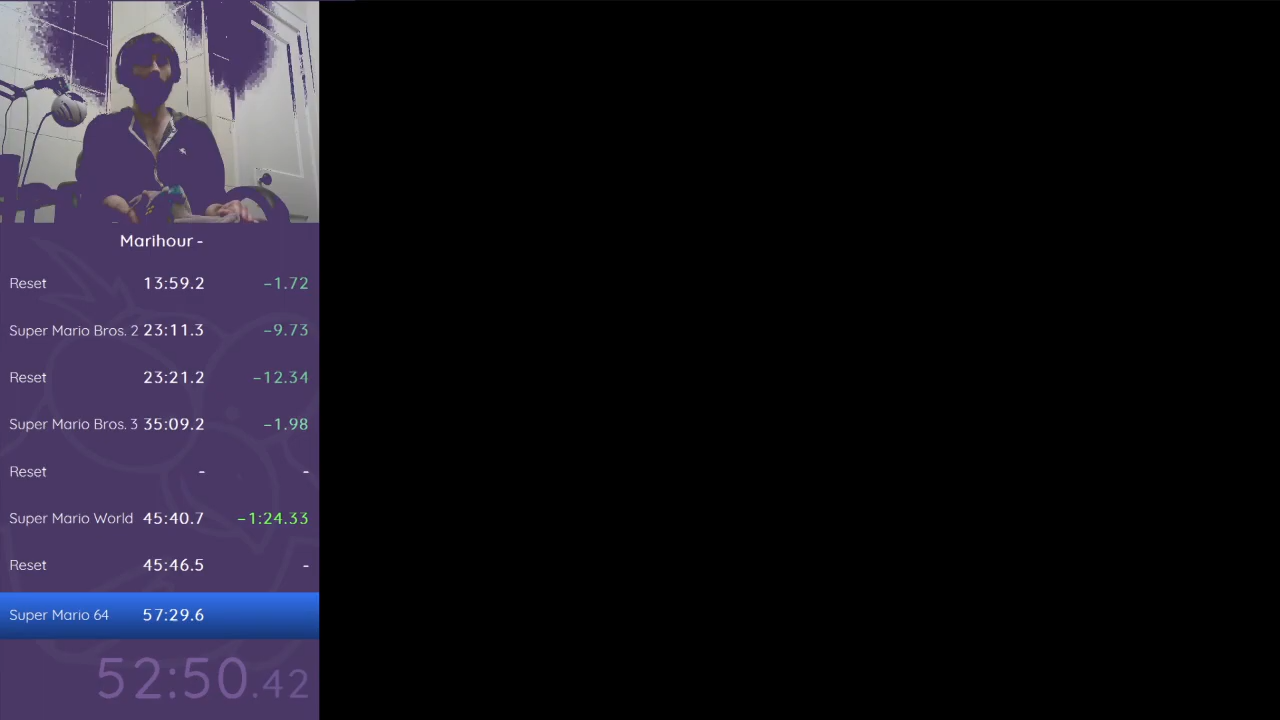 Marihour -
Reset 13:59.2 -1.72
Super Mario Bros. 2 23:11.3 -9.73
Reset 23:21.2 -12.34
Super Mario Bros. 3 35:09.2 -1.98
Reset - -
Super Mario World 45:40.7 -1:24.33
Reset 45:46.5 -
Super Mario 64 57:29.6
52:50.42